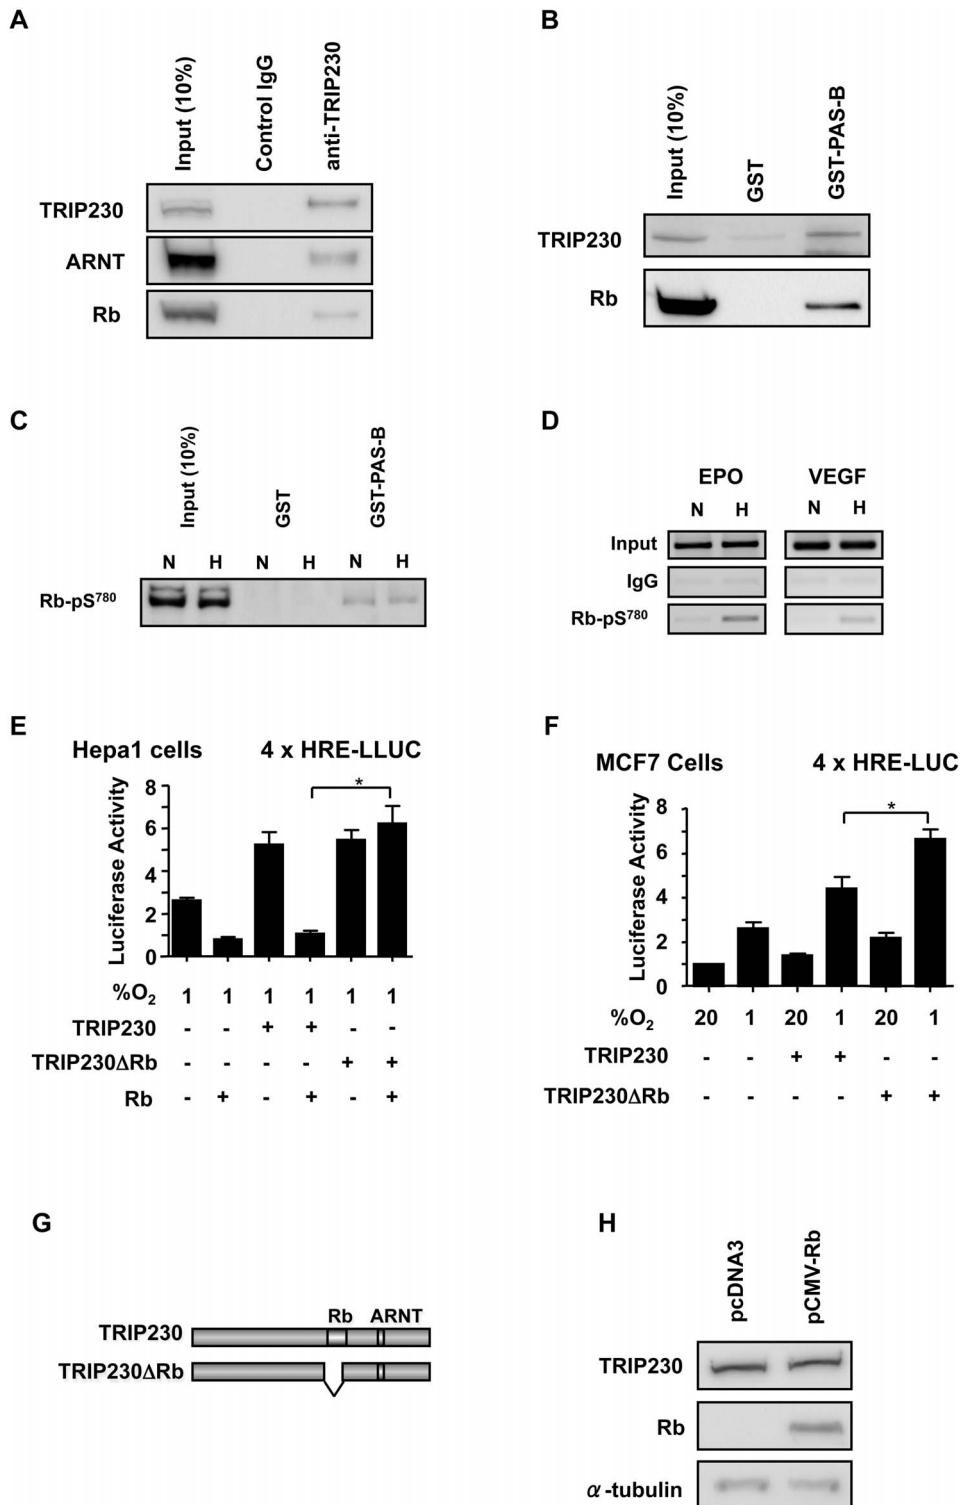 A
Input (10%)
Control IgG
anti-TRIP230
TRIP230
ARNT
Rb
B
Input (10%)
GST
GST-PAS-B
TRIP230
Rb
C
Input (10%)
GST
GST-PAS-B
N H N H N H
Rb-pS780
D
EPO VEGF
N H N H
Input
IgG
Rb-pS780
E
Hepa1 cells 4 x HRE-LLUC
Luciferase Activity
8
6
4
2
0
*
%O2 1 1 1 1 1 1
TRIP230 - - + + - -
TRIP230ΔRb - - - - + +
Rb - + - + - +
F
MCF7 Cells 4 x HRE-LUC
Luciferase Activity
8
6
4
2
0
*
%O2 20 1 20 1 20 1
TRIP230 - - + + - -
TRIP230ΔRb - - - - + +
G
Rb ARNT
TRIP230
TRIP230ΔRb
H
pcDNA3
pCMV-Rb
TRIP230
Rb
α-tubulin